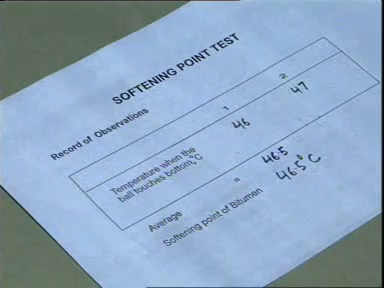 SOFTENING POINT TEST
Record of Observations
1 2
Temperature when the 46 47
ball touches bottom,°C
Average = 46.5
Softening point of Bitumen 46.5°C